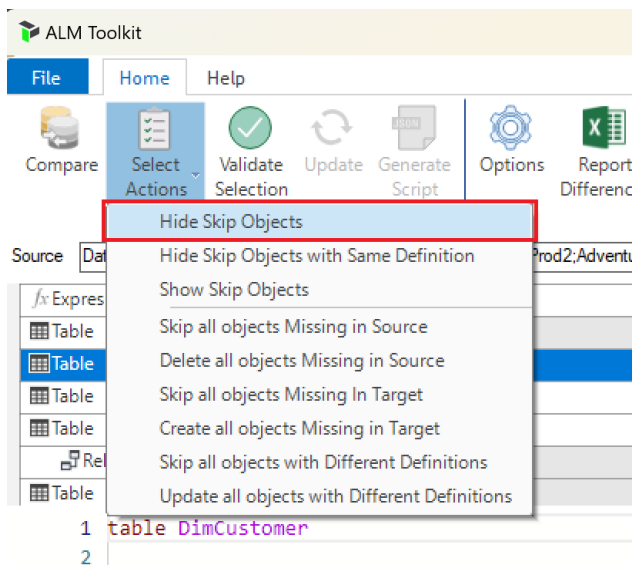 ALM Toolkit
File Home Help
Compare Select Actions Validate Selection Update Generate Script Options Report Differenc
JSON
Hide Skip Objects
Source Dat Prod2;Adventu
Hide Skip Objects with Same Definition
fx Expres
Show Skip Objects
Table
Skip all objects Missing in Source
Table
Delete all objects Missing in Source
Table
Skip all objects Missing In Target
Table
Create all objects Missing in Target
Rel
Skip all objects with Different Definitions
Table
Update all objects with Different Definitions
1 table DimCustomer
2